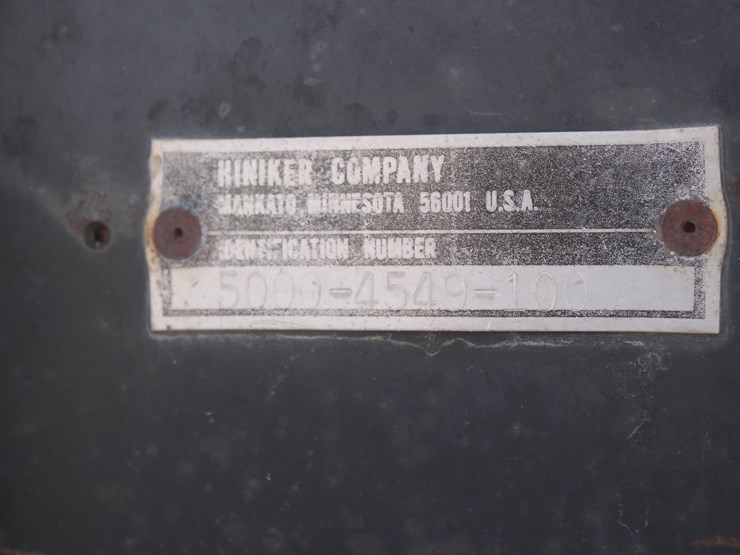 HINIKER COMPANY
MANKATO, MINNESOTA 56001 U.S.A.
IDENTIFICATION NUMBER
5000-4549-100